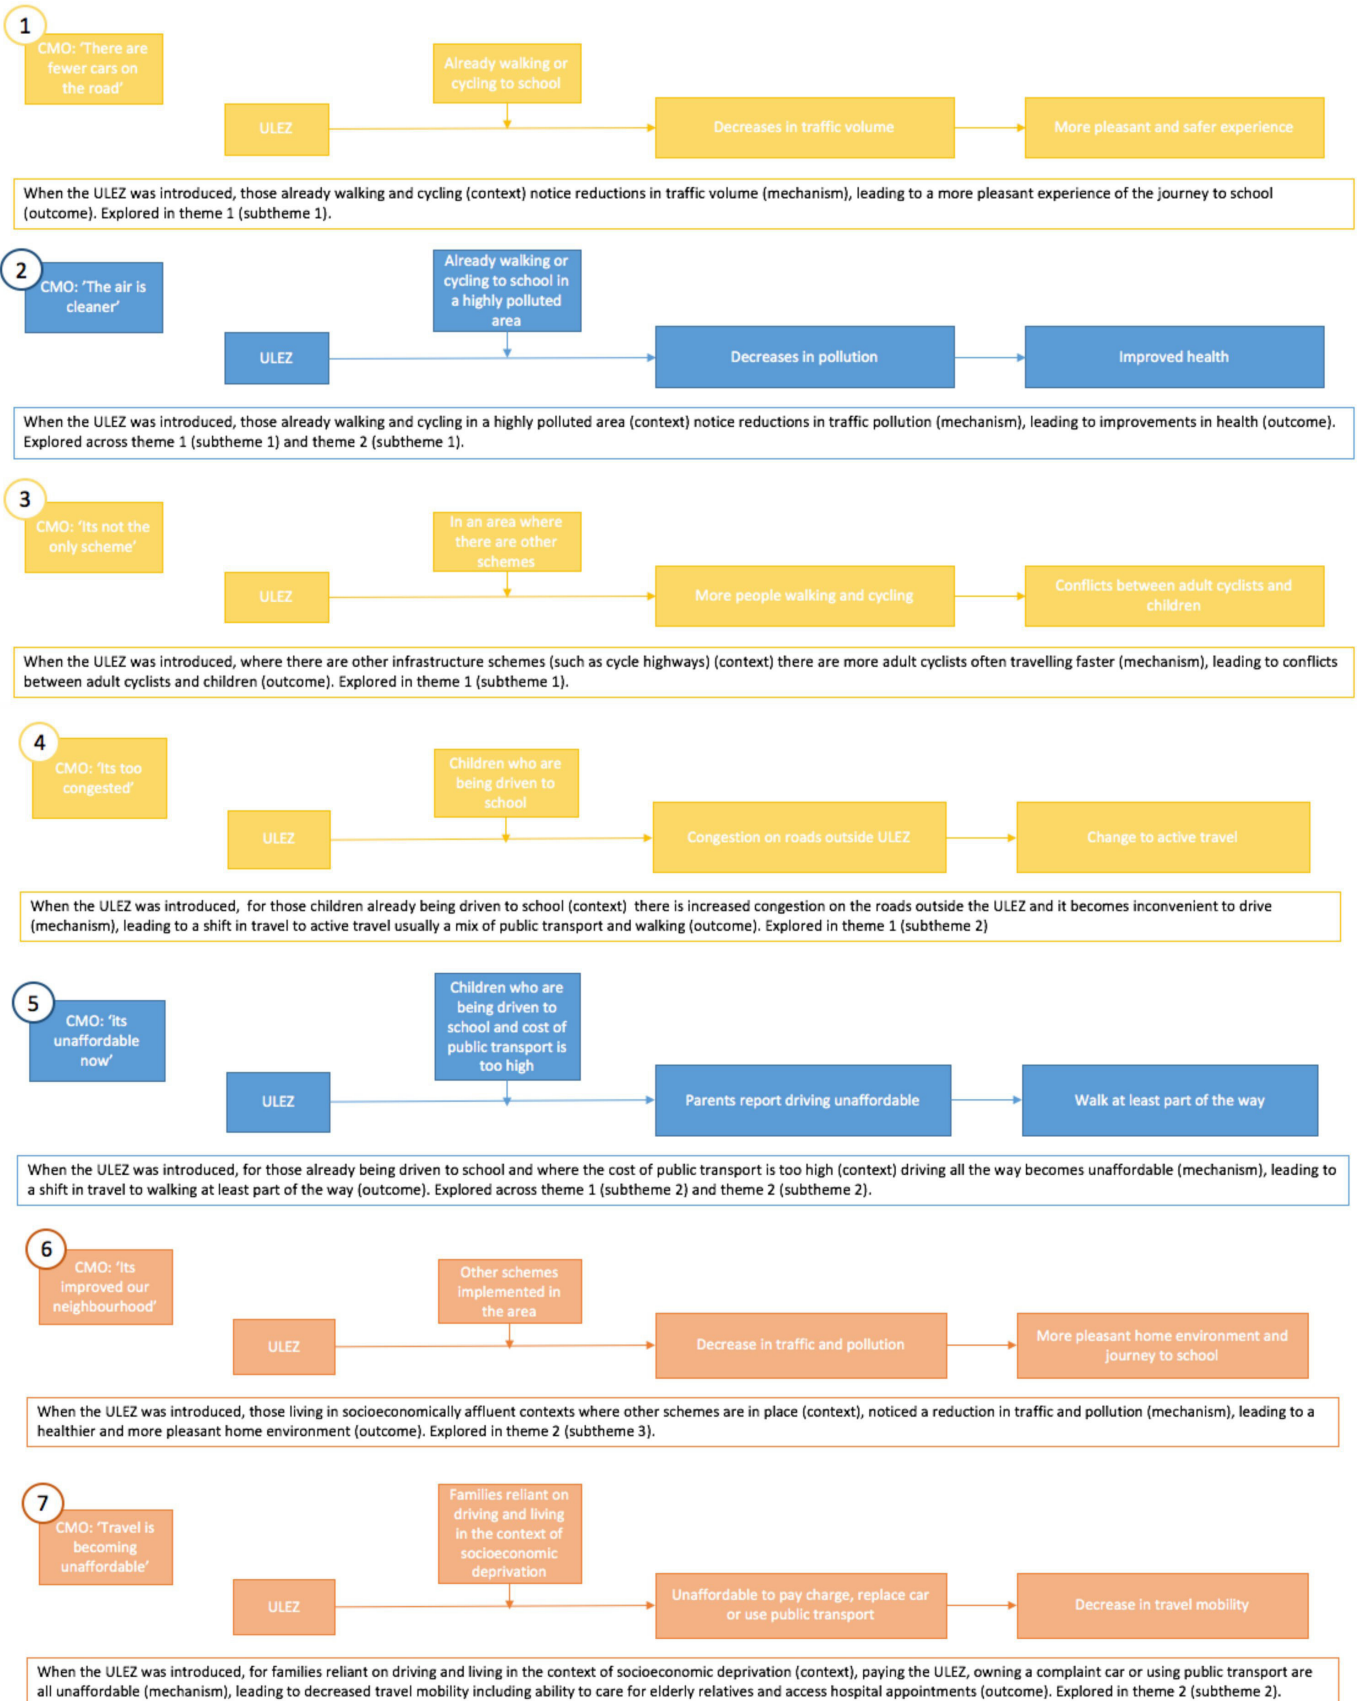 1
CMO: 'There are
fewer cars on
the road'
Already walking or
cycling to school
ULEZ
Decreases in traffic volume
More pleasant and safer experience
When the ULEZ was introduced, those already walking and cycling (context) notice reductions in traffic volume (mechanism), leading to a more pleasant experience of the journey to school
(outcome). Explored in theme 1 (subtheme 1).
2
CMO: 'The air is
cleaner'
Already walking or
cycling to school in
a highly polluted
area
ULEZ
Decreases in pollution
Improved health
When the ULEZ was introduced, those already walking and cycling in a highly polluted area (context) notice reductions in traffic pollution (mechanism), leading to improvements in health (outcome).
Explored across theme 1 (subtheme 1) and theme 2 (subtheme 1).
3
CMO: 'Its not the
only scheme'
In an area where
there are other
schemes
ULEZ
More people walking and cycling
Conflicts between adult cyclists and
children
When the ULEZ was introduced, where there are other infrastructure schemes (such as cycle highways) (context) there are more adult cyclists often travelling faster (mechanism), leading to conflicts
between adult cyclists and children (outcome). Explored in theme 1 (subtheme 1).
4
CMO: 'Its too
congested'
Children who are
being driven to
school
ULEZ
Congestion on roads outside ULEZ
Change to active travel
When the ULEZ was introduced, for those children already being driven to school (context) there is increased congestion on the roads outside the ULEZ and it becomes inconvenient to drive
(mechanism), leading to a shift in travel to active travel usually a mix of public transport and walking (outcome). Explored in theme 1 (subtheme 2)
5
CMO: 'its
unaffordable
now'
Children who are
being driven to
school and cost of
public transport is
too high
ULEZ
Parents report driving unaffordable
Walk at least part of the way
When the ULEZ was introduced, for those already being driven to school and where the cost of public transport is too high (context) driving all the way becomes unaffordable (mechanism), leading to
a shift in travel to walking at least part of the way (outcome). Explored across theme 1 (subtheme 2) and theme 2 (subtheme 2).
6
CMO: 'Its
improved our
neighbourhood'
Other schemes
implemented in
the area
ULEZ
Decrease in traffic and pollution
More pleasant home environment and
journey to school
When the ULEZ was introduced, those living in socioeconomically affluent contexts where other schemes are in place (context), noticed a reduction in traffic and pollution (mechanism), leading to a
healthier and more pleasant home environment (outcome). Explored in theme 2 (subtheme 3).
7
CMO: 'Travel is
becoming
unaffordable'
Families reliant on
driving and living
in the context of
socioeconomic
deprivation
ULEZ
Unaffordable to pay charge, replace car
or use public transport
Decrease in travel mobility
When the ULEZ was introduced, for families reliant on driving and living in the context of socioeconomic deprivation (context), paying the ULEZ, owning a complaint car or using public transport are
all unaffordable (mechanism), leading to decreased travel mobility including ability to care for elderly relatives and access hospital appointments (outcome). Explored in theme 2 (subtheme 2).